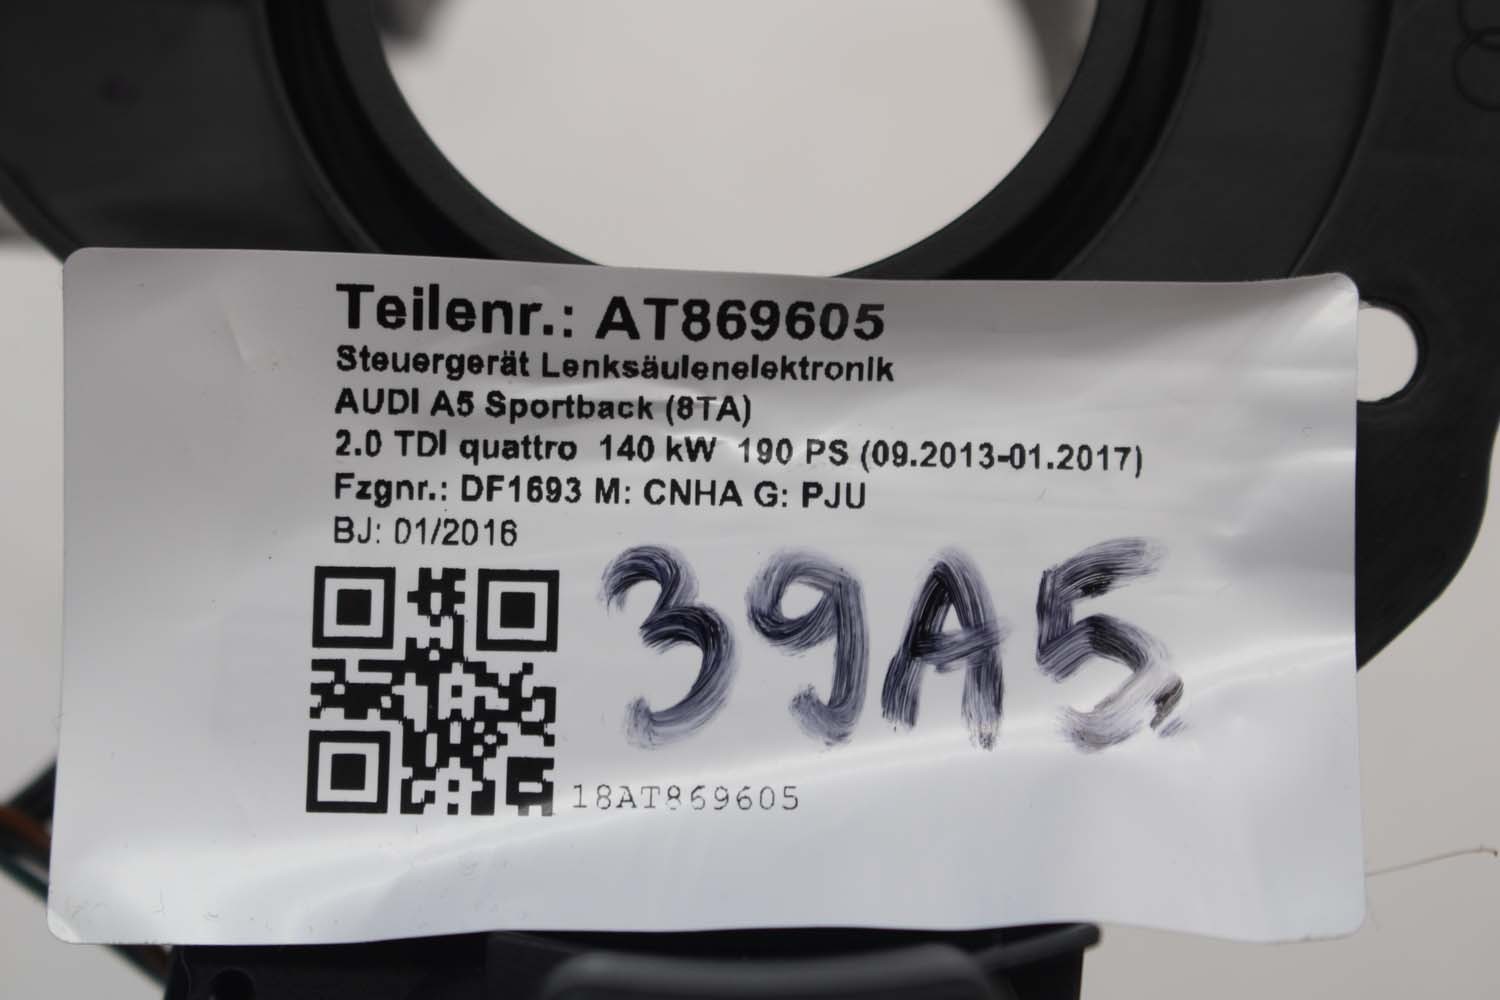 Teilenr.: AT869605
Steuergerät Lenksäulenelektronik
AUDI A5 Sportback (8TA)
2.0 TDI quattro 140 kW 190 PS (09.2013-01.2017)
Fzgnr.: DF1693 M: CNHA G: PJU
BJ: 01/2016
39A5
18AT869605